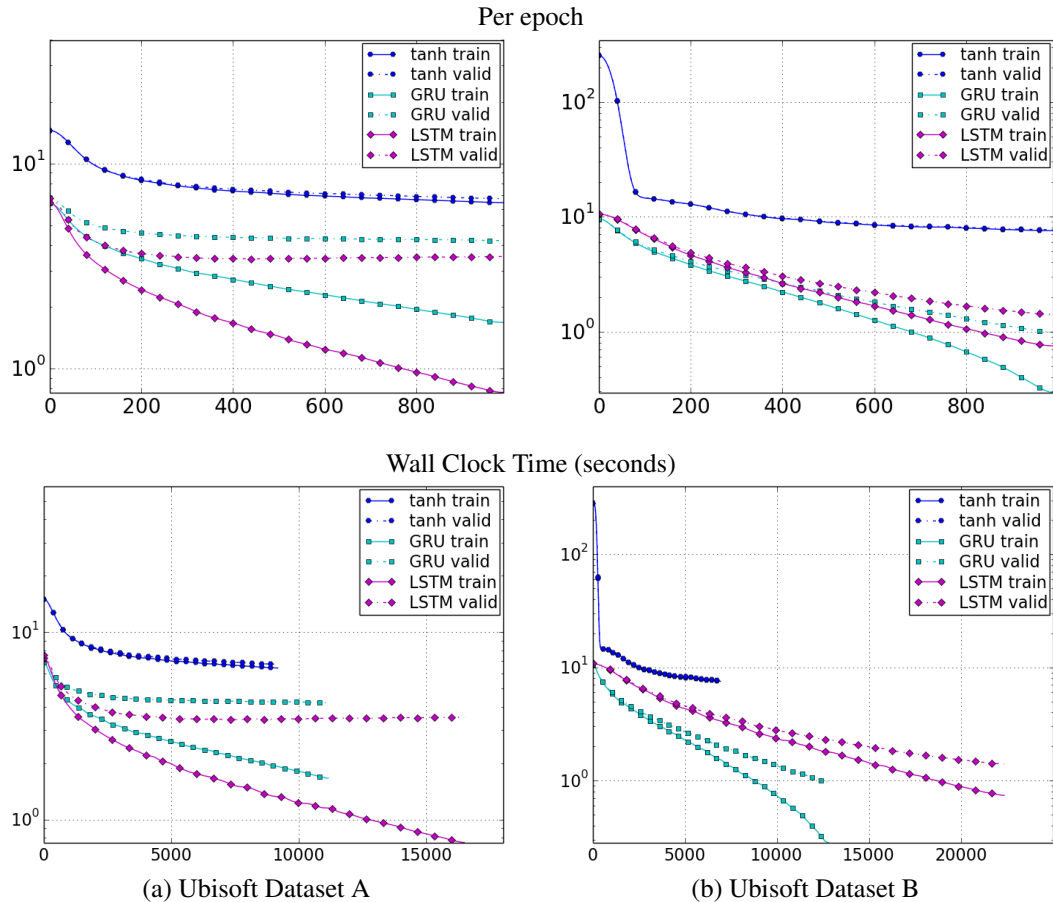 Per epoch
10^1
10^0
0
200
400
600
800
tanh train
tanh valid
GRU train
GRU valid
LSTM train
LSTM valid
10^2
10^1
10^0
0
200
400
600
800
tanh train
tanh valid
GRU train
GRU valid
LSTM train
LSTM valid
Wall Clock Time (seconds)
10^1
10^0
0
5000
10000
15000
tanh train
tanh valid
GRU train
GRU valid
LSTM train
LSTM valid
(a) Ubisoft Dataset A
10^2
10^1
10^0
0
5000
10000
15000
20000
tanh train
tanh valid
GRU train
GRU valid
LSTM train
LSTM valid
(b) Ubisoft Dataset B